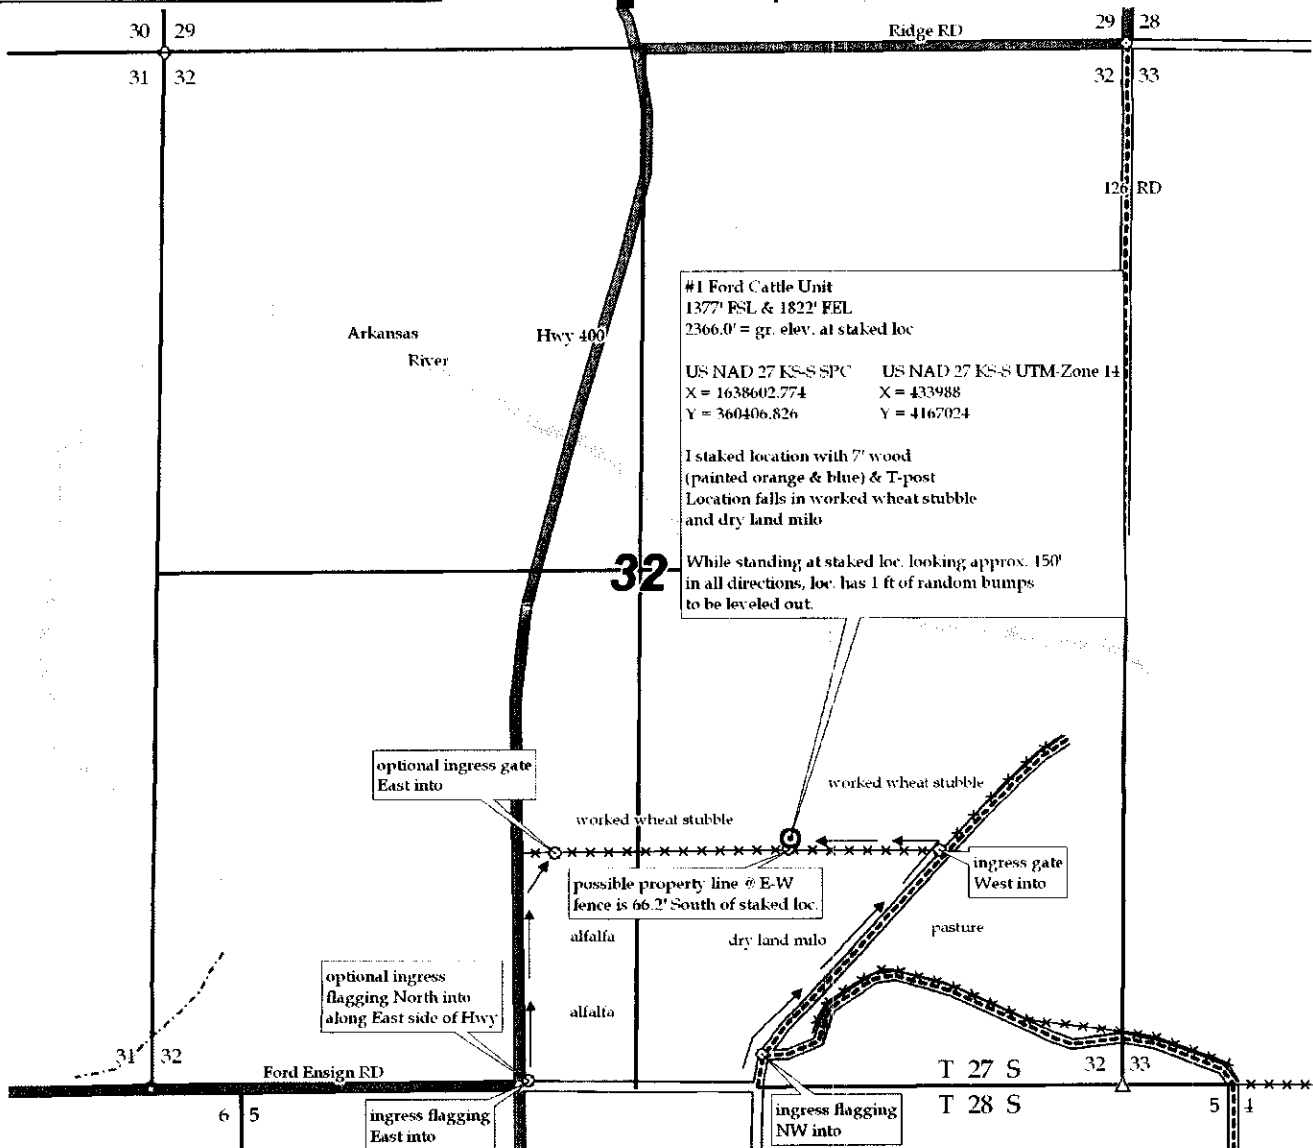 30 29
29 28
Ridge RD
31 32
32 33
126 RD
#1 Ford Cattle Unit
1377' FSL & 1822' FEL
2366.0' = gr. elev. at staked loc
Arkansas
River
Hwy 400
US NAD 27 KS-S SPC US NAD 27 KS-S UTM-Zone 14
X = 1638602.774 X = 433988
Y = 360406.826 Y = 4167024
I staked location with 7' wood
(painted orange & blue) & T-post
Location falls in worked wheat stubble
and dry land milo
While standing at staked loc. looking approx. 150'
in all directions, loc. has 1 ft of random bumps
to be leveled out.
32
optional ingress gate
East into
worked wheat stubble
worked wheat stubble
possible property line @ E-W
fence is 66.2' South of staked loc.
ingress gate
West into
alfalfa
dry land milo
pasture
optional ingress
flagging North into
along East side of Hwy
alfalfa
31 32
Ford Ensign RD
T 27 S
32 33
T 28 S
6 5
5 4
ingress flagging
East into
ingress flagging
NW into